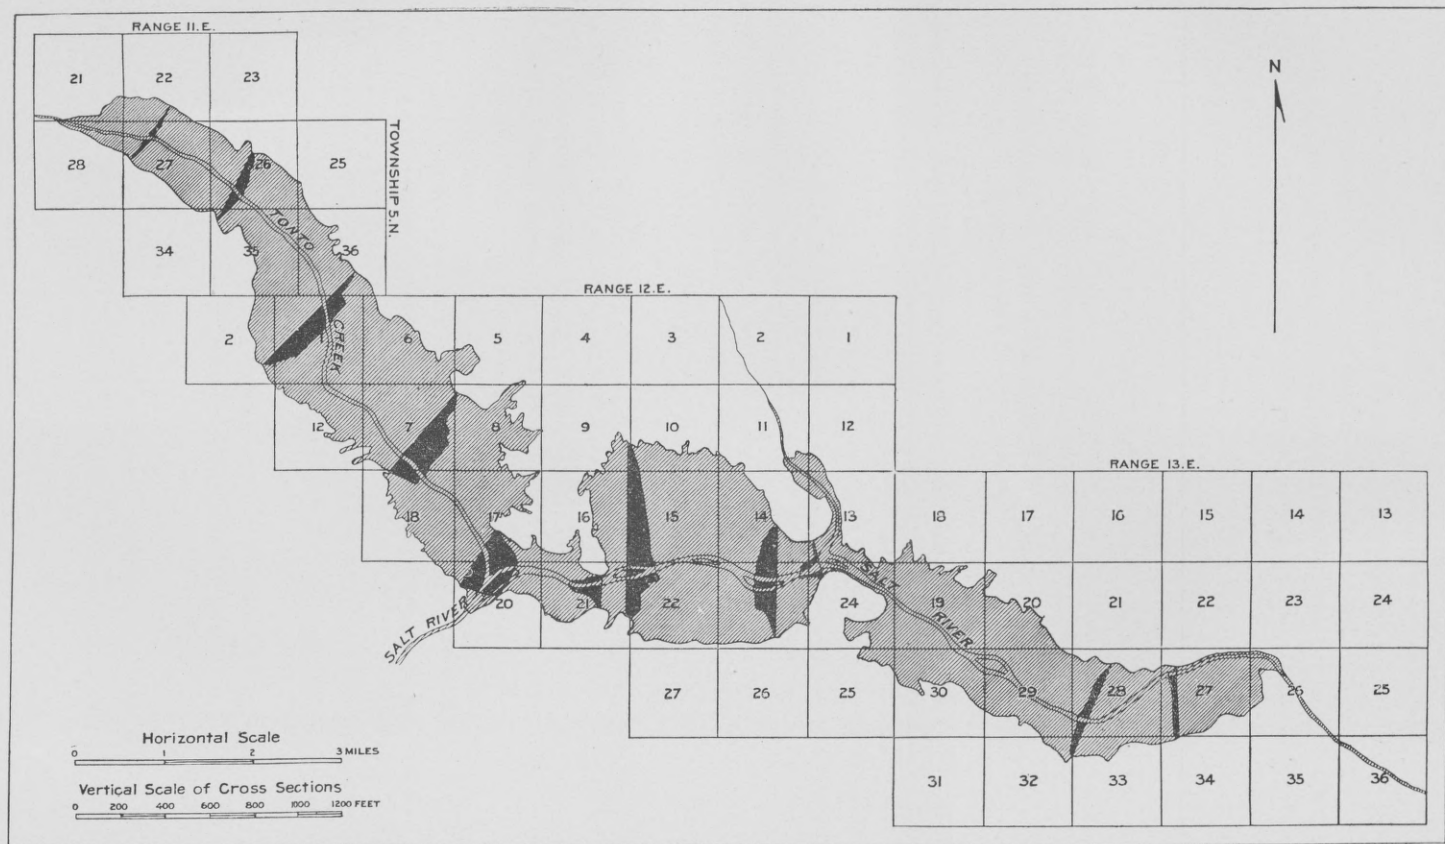 RANGE 11.E.
21 22 23
N
28 27 26 25
TOWNSHIP 5.N.
TONTO
34 35 36
RANGE 12.E.
CREEK
2 1 6 5 4 3 2 1
12 7 8 9 10 11 12
RANGE 13.E.
18 17 16 15 14 13 18 17 16 15 14 13
SALT RIVER
20 21 22 24 19 20 21 22 23 24
SALT RIVER
27 26 25 30 29 28 27 26 25
31 32 33 34 35 36
Horizontal Scale
0 1 2 3 MILES
Vertical Scale of Cross Sections
0 200 400 600 800 1000 1200 FEET